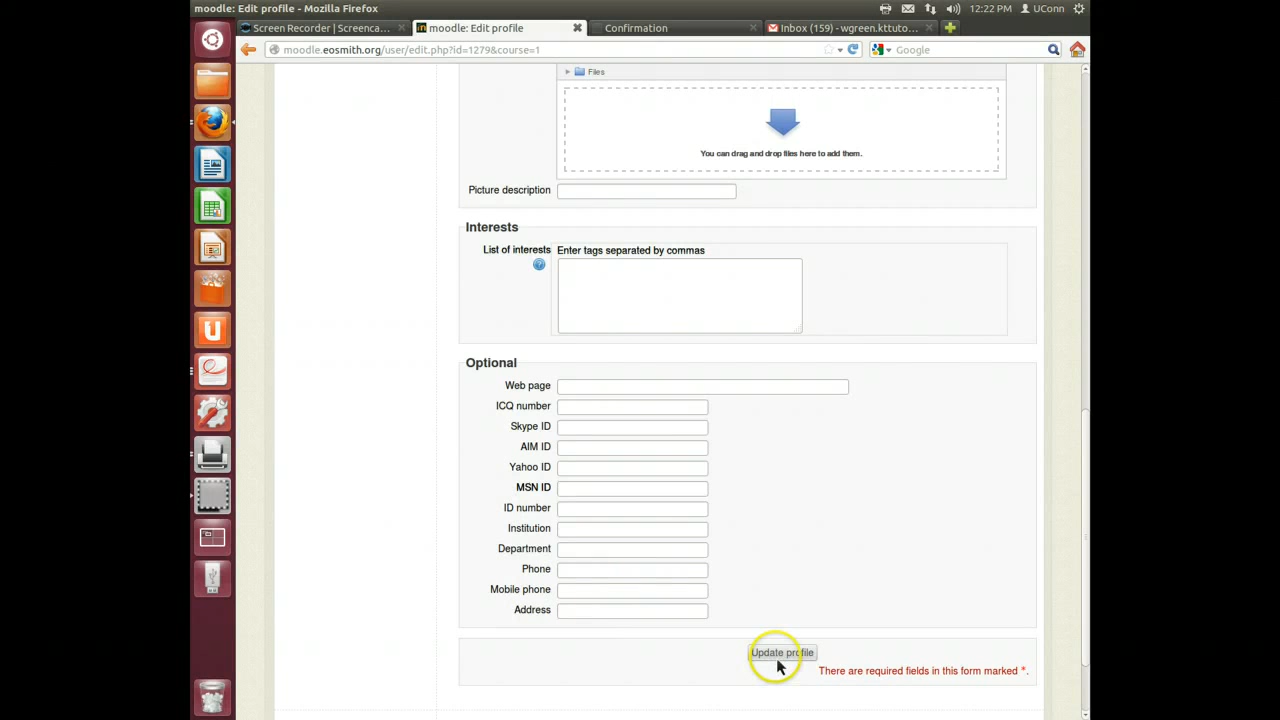 moodle: Edit profile - Mozilla Firefox
12:22 PM
UConn
Screen Recorder | Screenca...
moodle: Edit profile
Confirmation
Inbox (159) - wgreen.kttuto...
moodle.eosmith.org/user/edit.php?id=1279&course=1
Google
Files
You can drag and drop files here to add them.
Picture description
Interests
List of interests
Enter tags separated by commas
Optional
Web page
ICQ number
Skype ID
AIM ID
Yahoo ID
MSN ID
ID number
Institution
Department
Phone
Mobile phone
Address
Update profile
There are required fields in this form marked *.